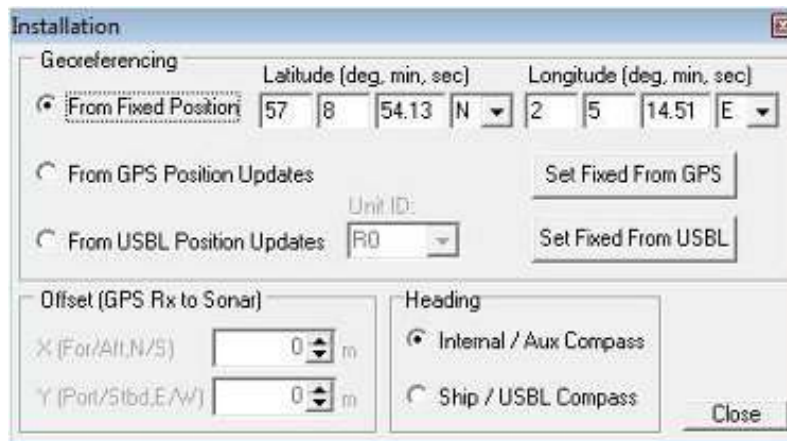 Installation
Georeferencing
Latitude (deg, min, sec) Longitude (deg, min, sec)
From Fixed Position 57 8 54.13 N 2 5 14.51 E
From GPS Position Updates Set Fixed From GPS
Unit ID:
From USBL Position Updates R0 Set Fixed From USBL
Offset (GPS Rx to Sonar) Heading
X (For/Aft,N/S) 0 m Internal / Aux Compass
Y (Port/Stbd,E/W) 0 m Ship / USBL Compass
Close